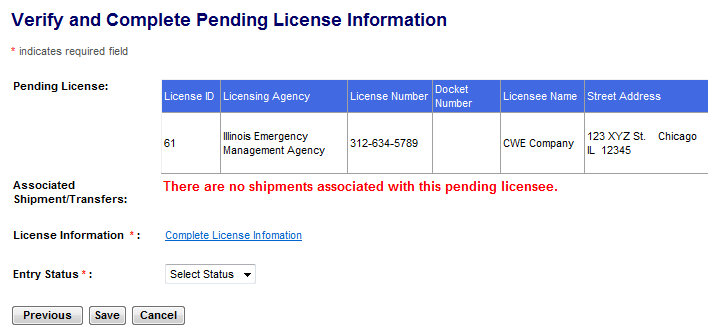 Verify and Complete Pending License Information
* indicates required field
Pending License:
License ID Licensing Agency License Number Docket Number Licensee Name Street Address
61 Illinois Emergency Management Agency 312-634-5789 CWE Company 123 XYZ St. Chicago IL 12345
Associated
Shipment/Transfers:
There are no shipments associated with this pending licensee.
License Information * : Complete License Infomation
Entry Status * : Select Status
Previous Save Cancel